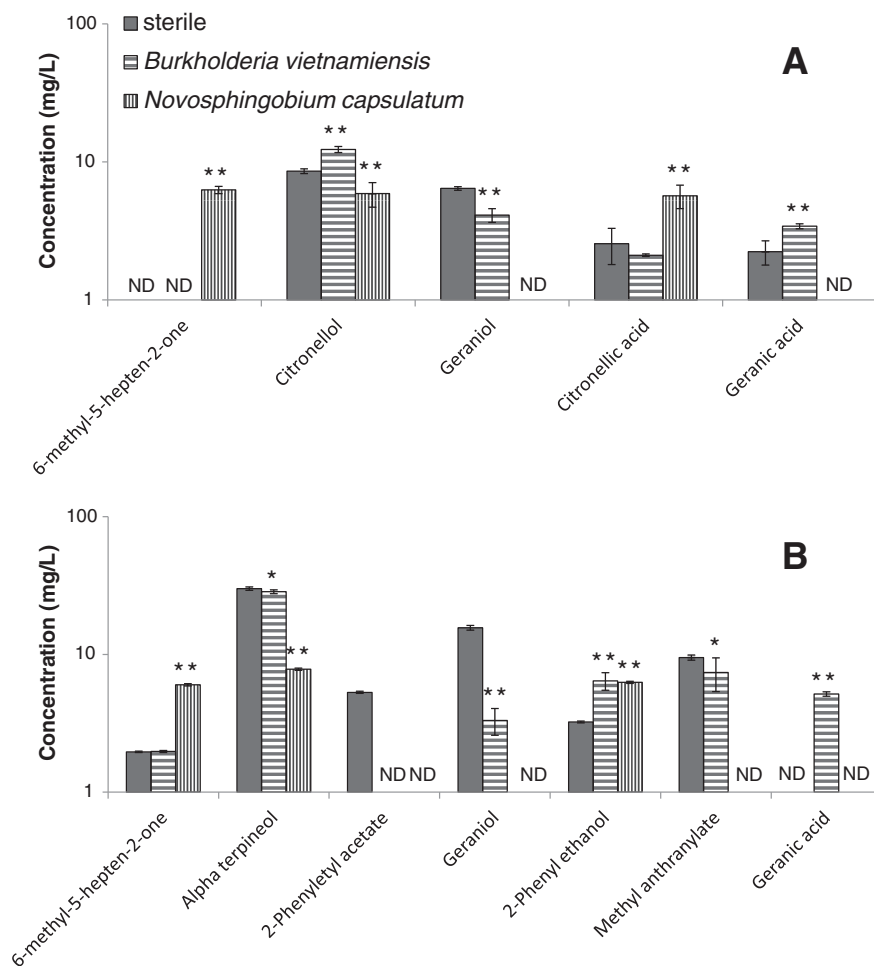 100
sterile
Burkholderia vietnamiensis
Novosphingobium capsulatum
A
Concentration (mg/L)
10
1
* *
* *
* *
* *
* *
* *
ND ND
ND
ND
6-methyl-5-hepten-2-one
Citronellol
Geraniol
Citronellic acid
Geranic acid
100
B
Concentration (mg/L)
10
1
* *
*
* *
* *
* *
* *
*
* *
ND ND
ND
ND
ND
ND
6-methyl-5-hepten-2-one
Alpha terpineol
2-Phenyletyl acetate
Geraniol
2-Phenyl ethanol
Methyl anthranylate
Geranic acid